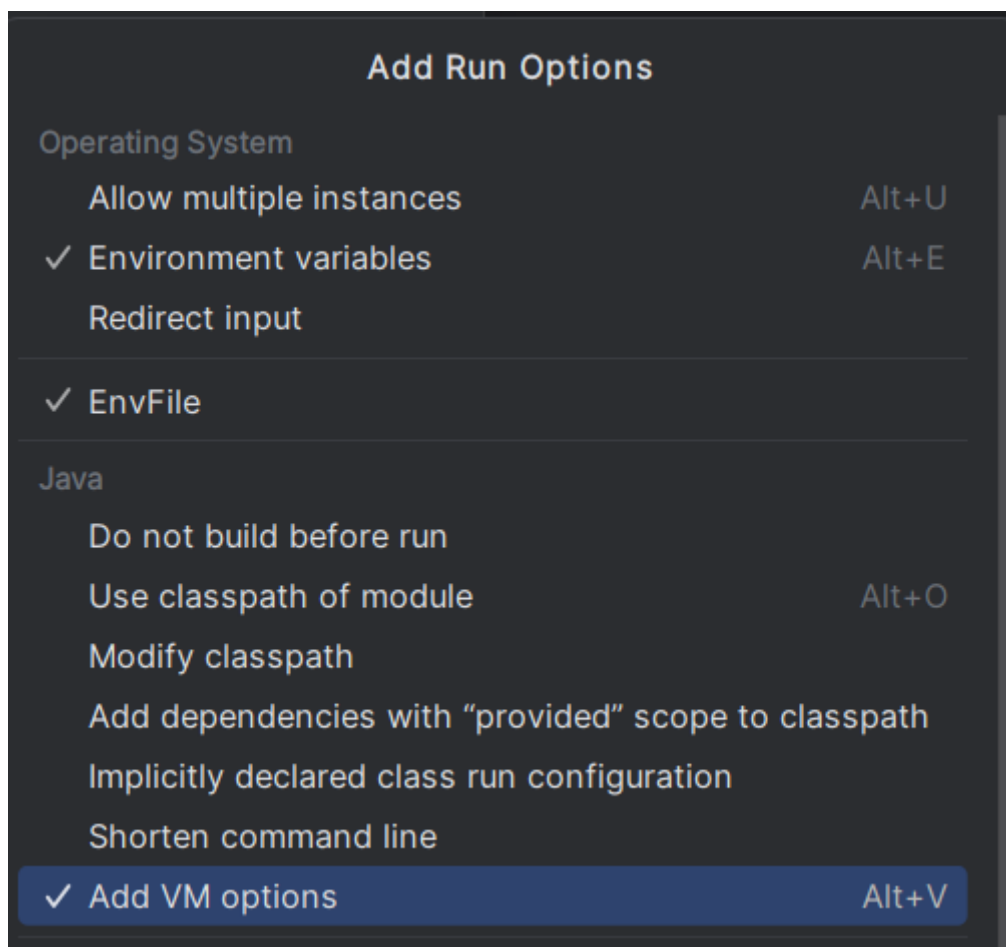 Add Run Options
Operating System
Allow multiple instances Alt+U
Environment variables Alt+E
Redirect input
EnvFile
Java
Do not build before run
Use classpath of module Alt+O
Modify classpath
Add dependencies with “provided” scope to classpath
Implicitly declared class run configuration
Shorten command line
Add VM options Alt+V